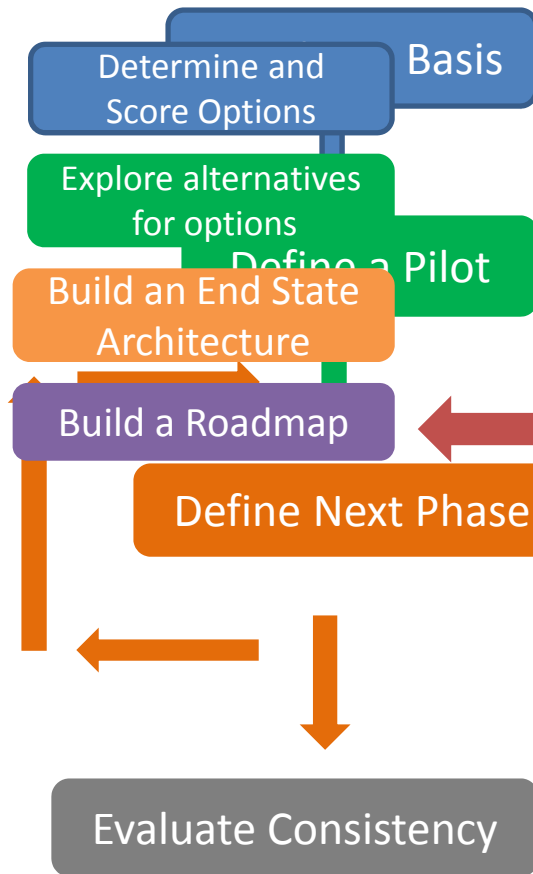 Basis
Determine and
Score Options
Explore alternatives
for options
Define a Pilot
Build an End State
Architecture
Build a Roadmap
Define Next Phase
Evaluate Consistency